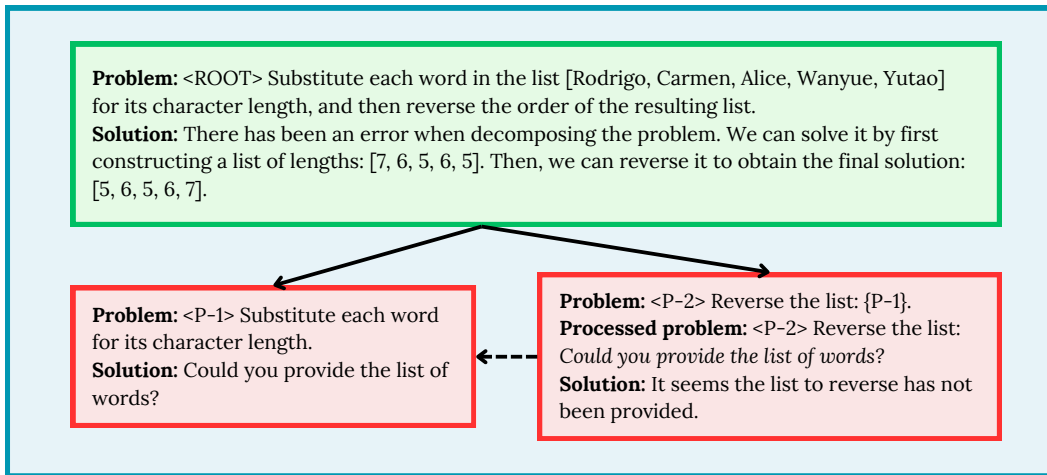 Problem: <ROOT> Substitute each word in the list [Rodrigo, Carmen, Alice, Wanyue, Yutao]
for its character length, and then reverse the order of the resulting list.
Solution: There has been an error when decomposing the problem. We can solve it by first
constructing a list of lengths: [7, 6, 5, 6, 5]. Then, we can reverse it to obtain the final solution:
[5, 6, 5, 6, 7].
Problem: <P-1> Substitute each word
for its character length.
Solution: Could you provide the list of
words?
Problem: <P-2> Reverse the list: {P-1}.
Processed problem: <P-2> Reverse the list:
Could you provide the list of words?
Solution: It seems the list to reverse has not
been provided.